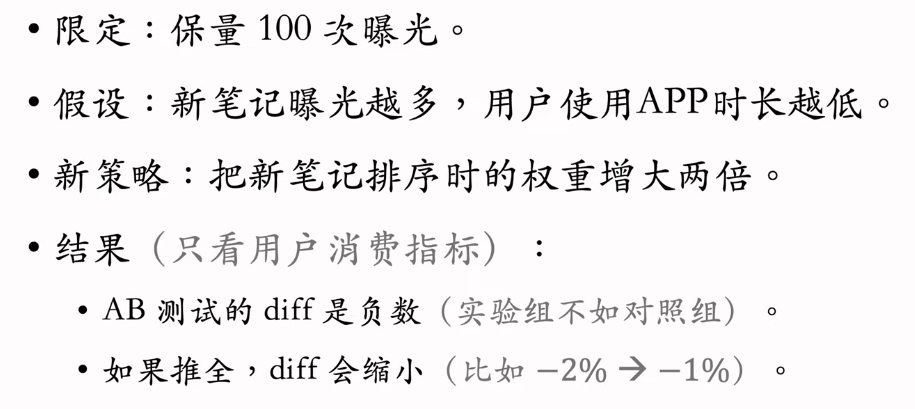 • 限定：保量 100 次曝光。
• 假设：新笔记曝光越多，用户使用APP时长越低。
• 新策略：把新笔记排序时的权重增大两倍。
• 结果（只看用户消费指标）：
• AB 测试的 diff 是负数（实验组不如对照组）。
• 如果推全，diff 会缩小（比如 −2% → −1%）。